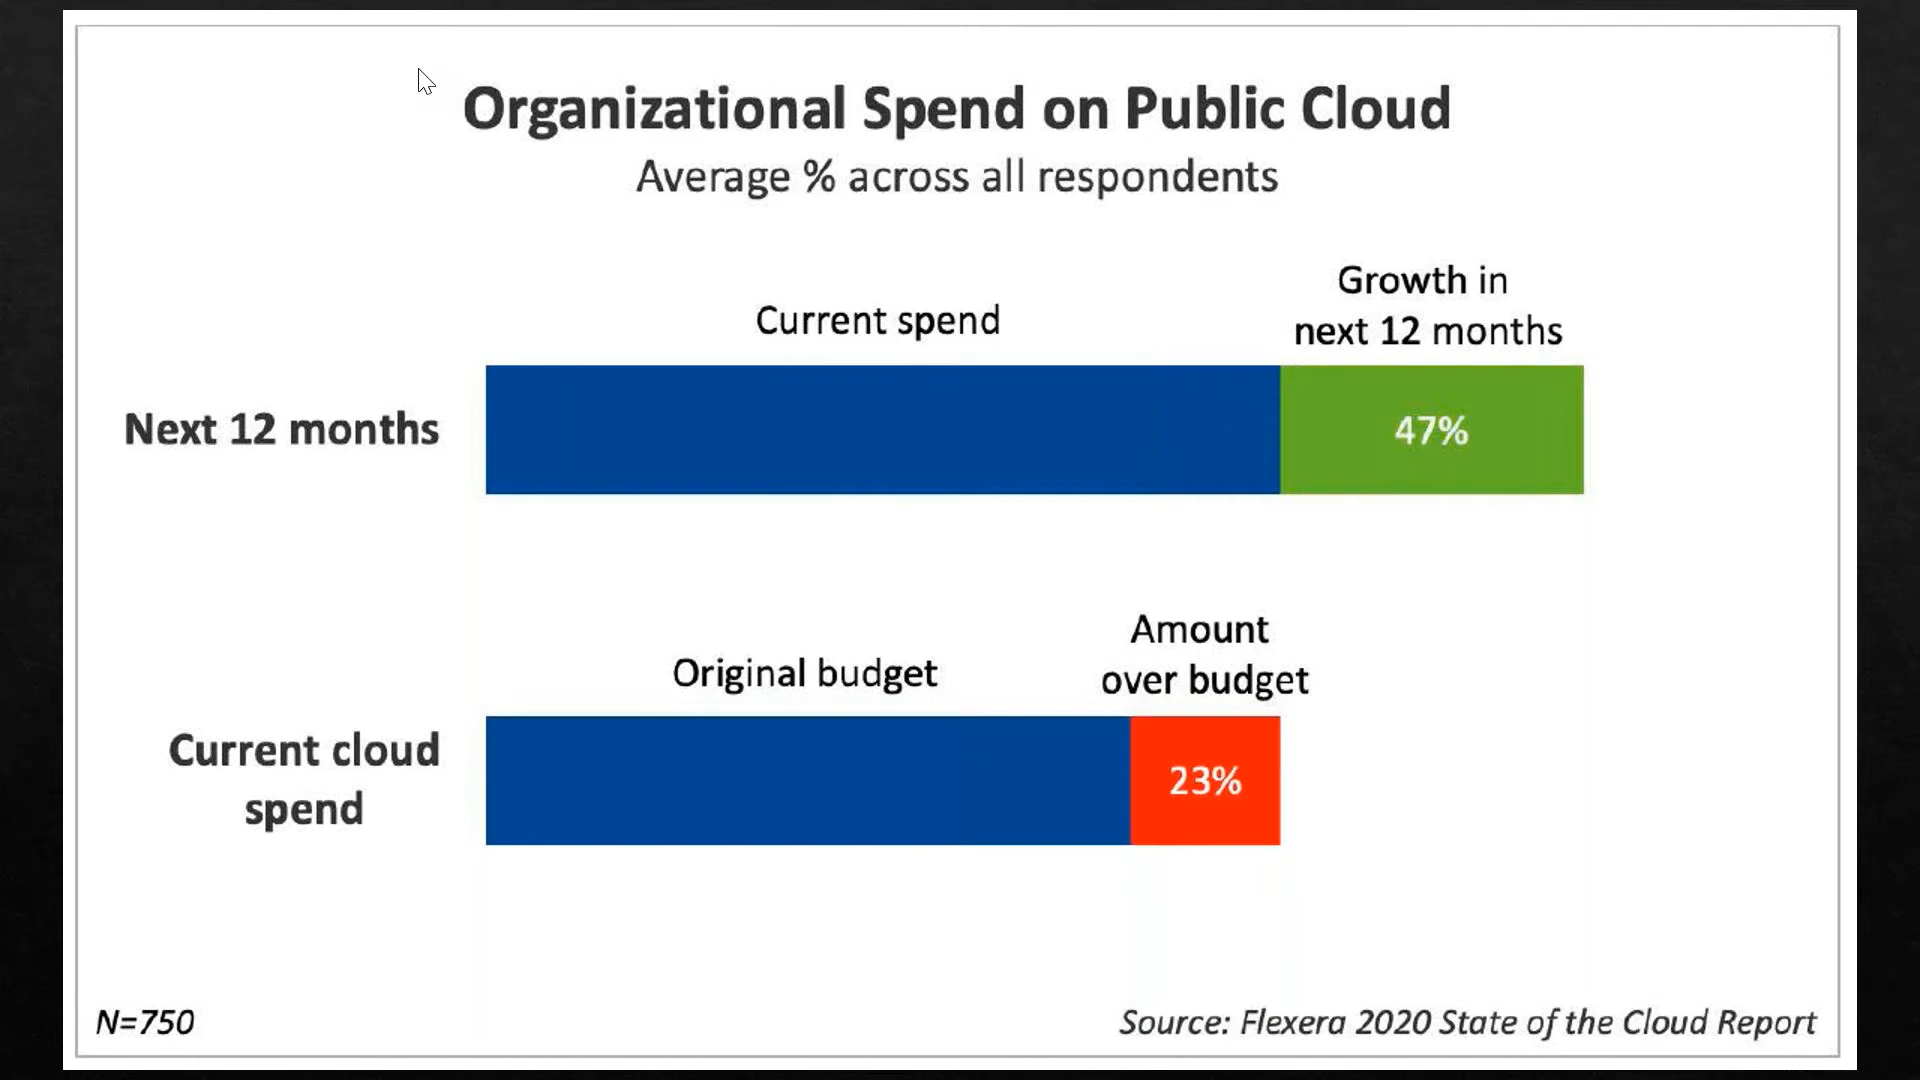 Organizational Spend on Public Cloud
Average % across all respondents
Current spend
Growth in
next 12 months
Next 12 months
47%
Original budget
Amount
over budget
Current cloud
spend
23%
N=750
Source: Flexera 2020 State of the Cloud Report